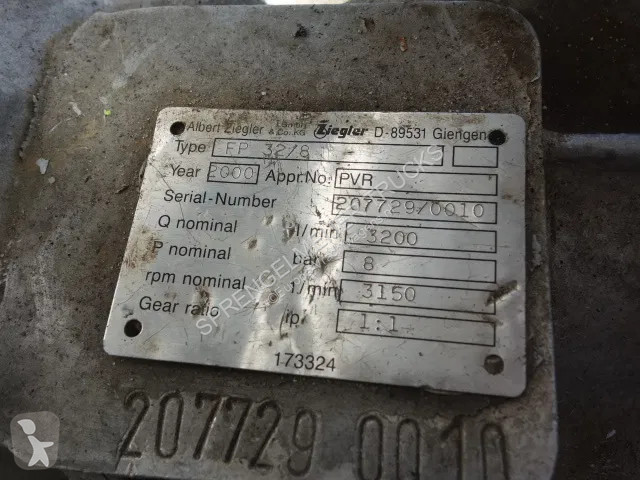 Albert Ziegler GmbH & Co. KG Ziegler D-89531 Giengen
Type FP 32/8
Year 2000 Appr.No. PVR
Serial-Number 207729/0010
Q nominal l/min 3200
P nominal bar 8
rpm nominal 1/min 3150
Gear ratio ip 1:1
173324
207729 0010
SPRENGELMEIER TRUCKS
m